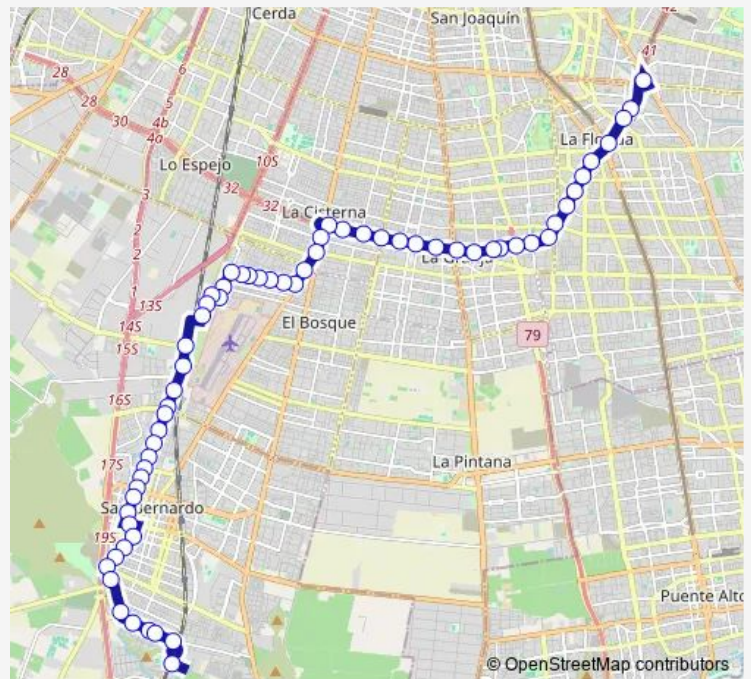 Cerda
San Joaquín
42
41
6
28
28
5
30
4b
4a
La Florida
Lo Espejo
10S
32
3
32
La Cisterna
2
2
La Granja
1
13S
14S
El Bosque
79
15S
16S
17S
La Pintana
San Bernardo
19S
Puente Alto
© OpenStreetMap contributors